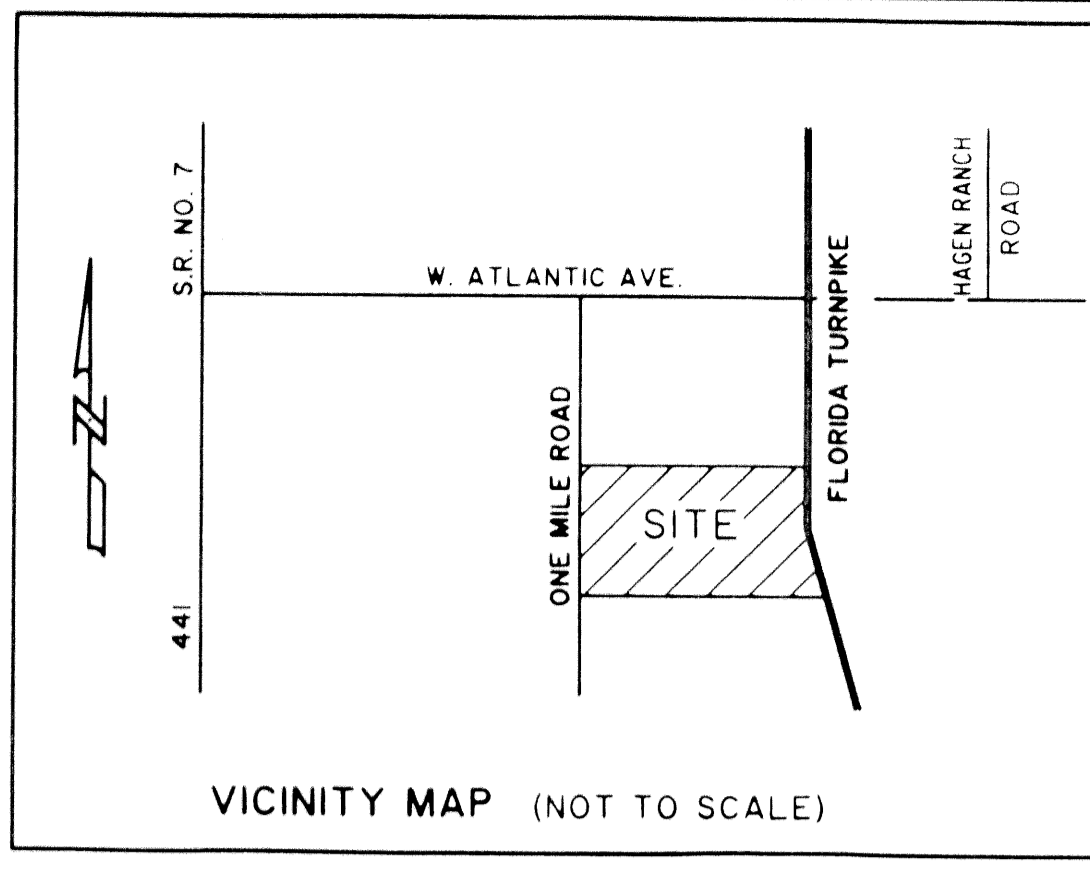 S.R. NO. 7
441
W. ATLANTIC AVE.
ONE MILE ROAD
FLORIDA TURNPIKE
HAGEN RANCH
ROAD
N
SITE
VICINITY MAP (NOT TO SCALE)